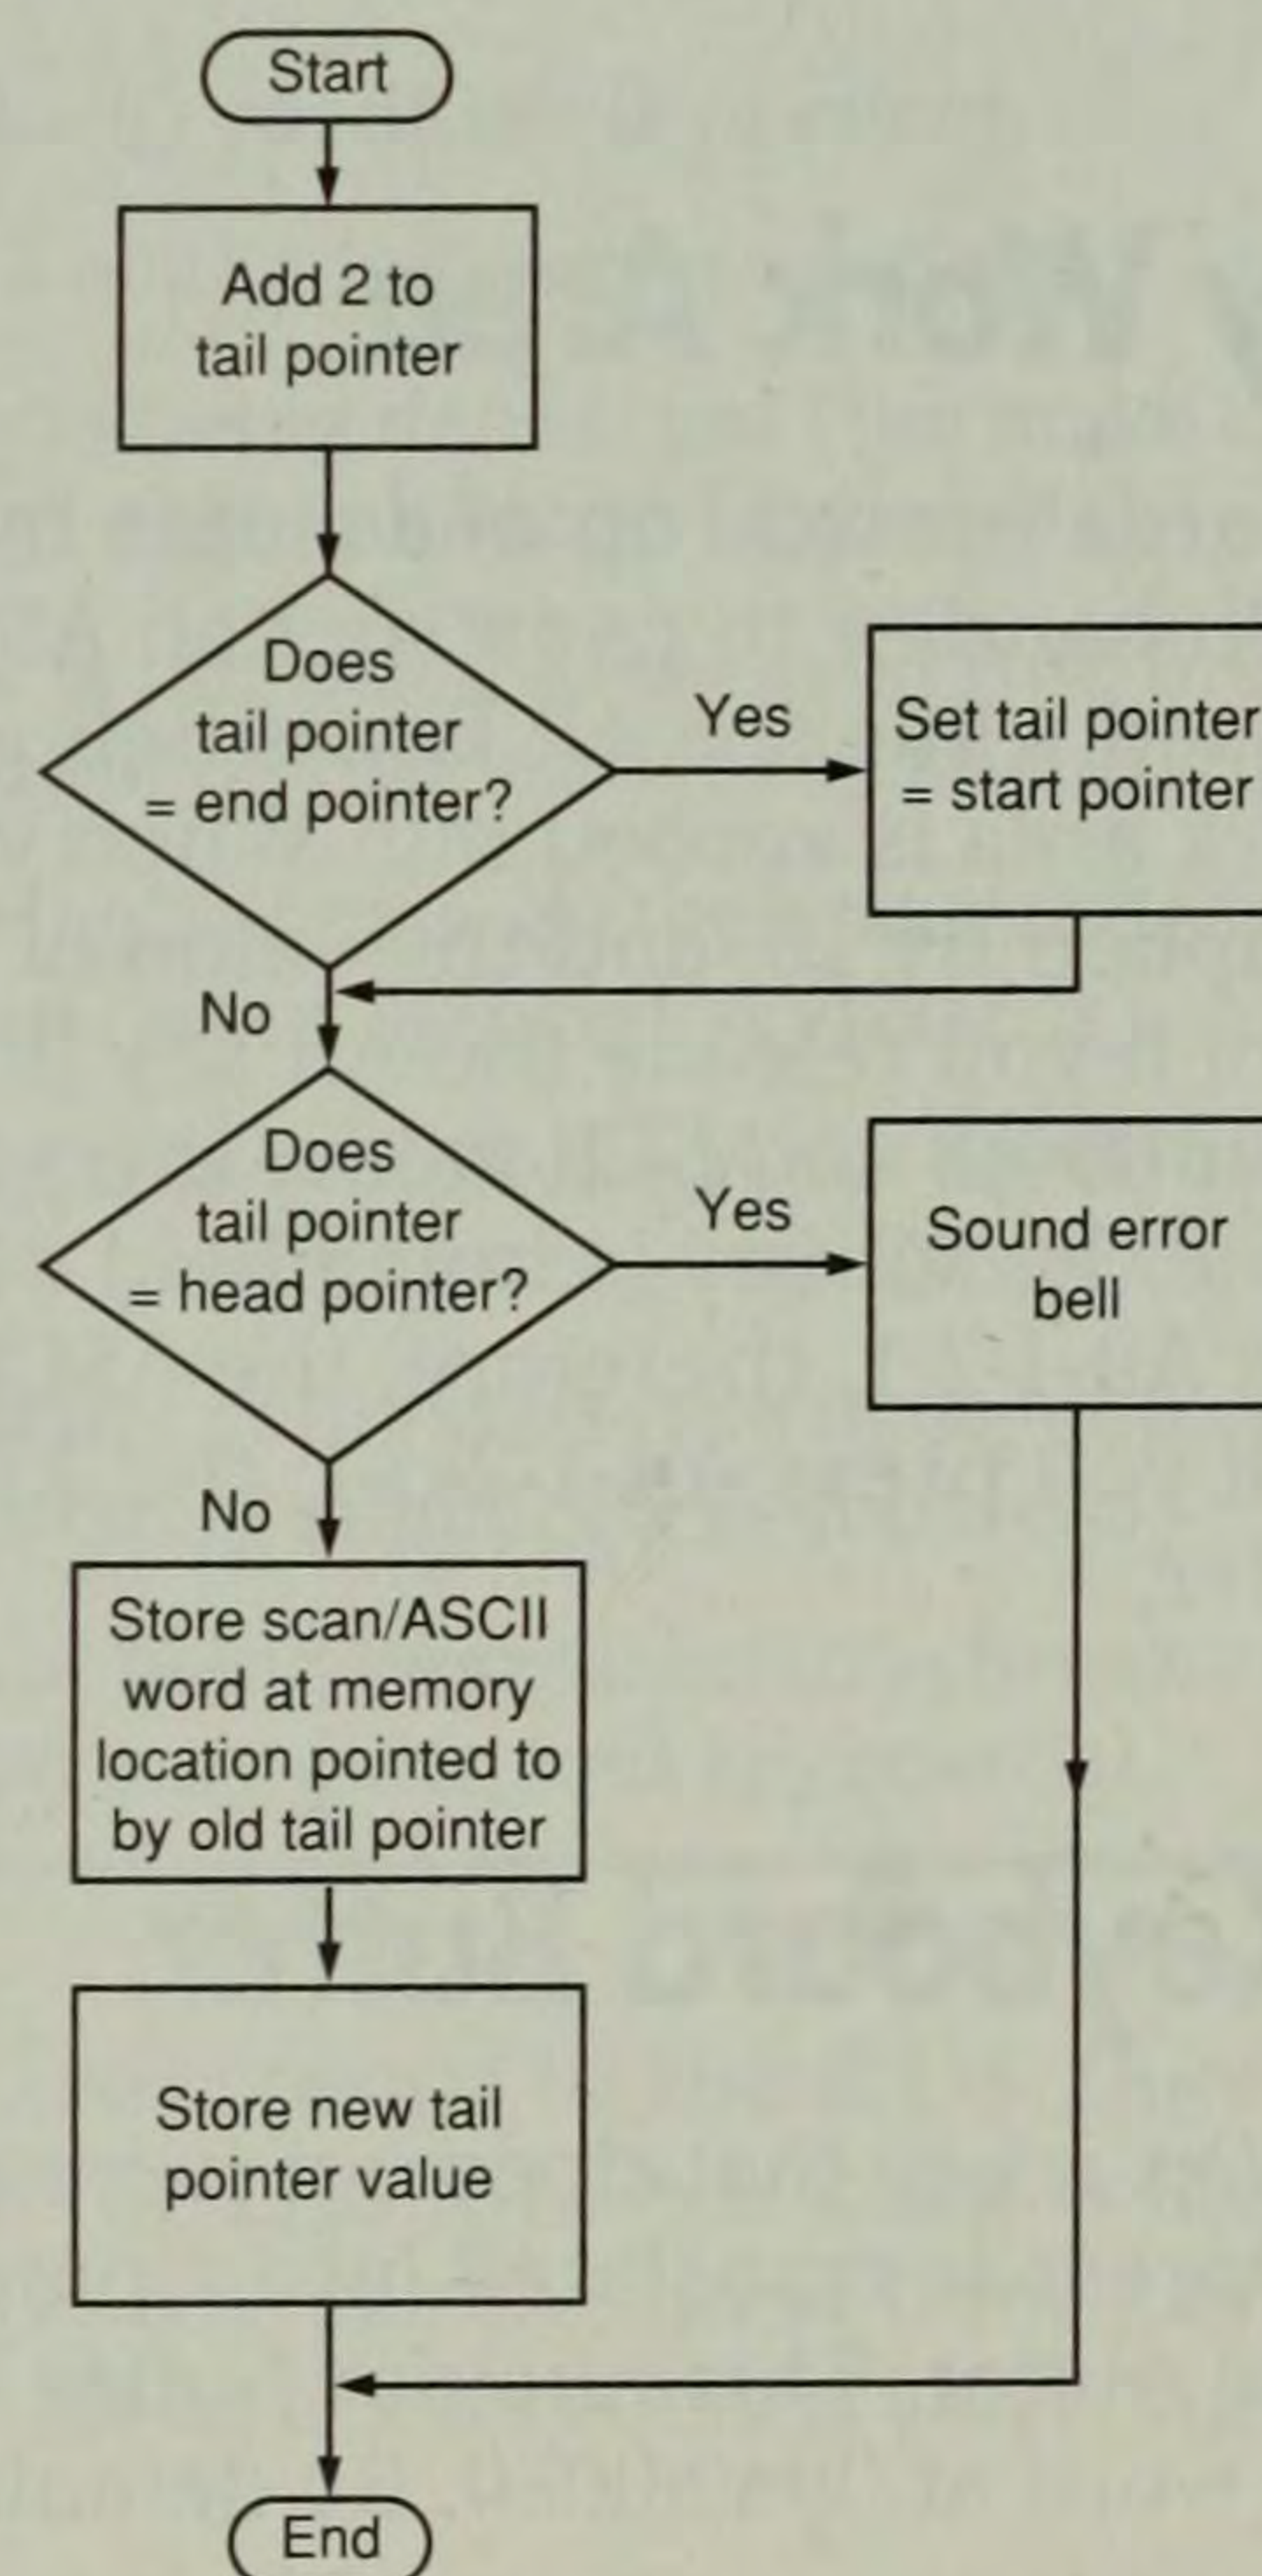 Start
Add 2 to
tail pointer
Does
tail pointer
= end pointer?
Yes
Set tail pointer
= start pointer
No
Does
tail pointer
= head pointer?
Yes
Sound error
bell
No
Store scan/ASCII
word at memory
location pointed to
by old tail pointer
Store new tail
pointer value
End